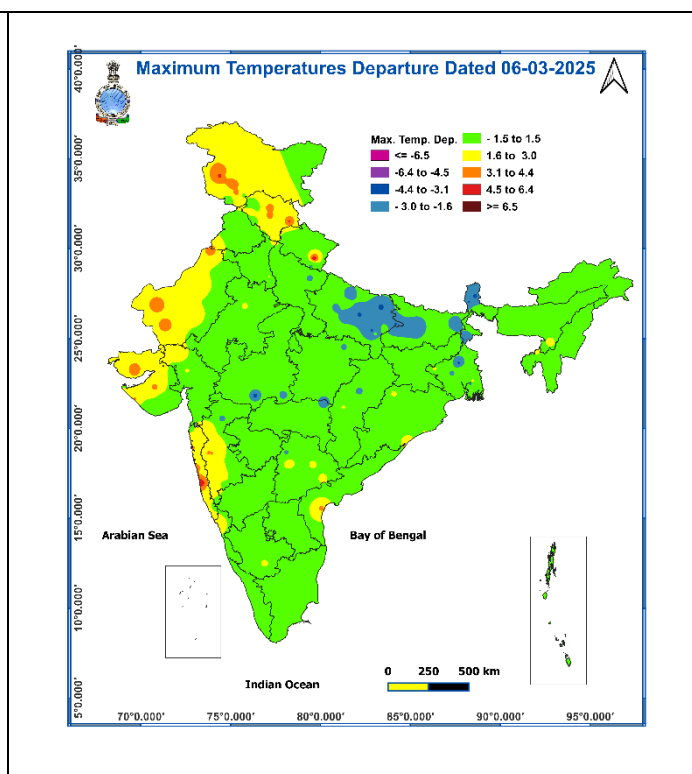 Maximum Temperatures Departure Dated 06-03-2025
Max. Temp. Dep.
<= -6.5
-6.4 to -4.5
-4.4 to -3.1
- 3.0 to -1.6
- 1.5 to 1.5
1.6 to 3.0
3.1 to 4.4
4.5 to 6.4
>= 6.5
40°0.000'
35°0.000'
30°0.000'
25°0.000'
20°0.000'
15°0.000'
10°0.000'
5°0.000'
Arabian Sea
Bay of Bengal
Indian Ocean
0 250 500 km
70°0.000' 75°0.000' 80°0.000' 85°0.000' 90°0.000' 95°0.000'